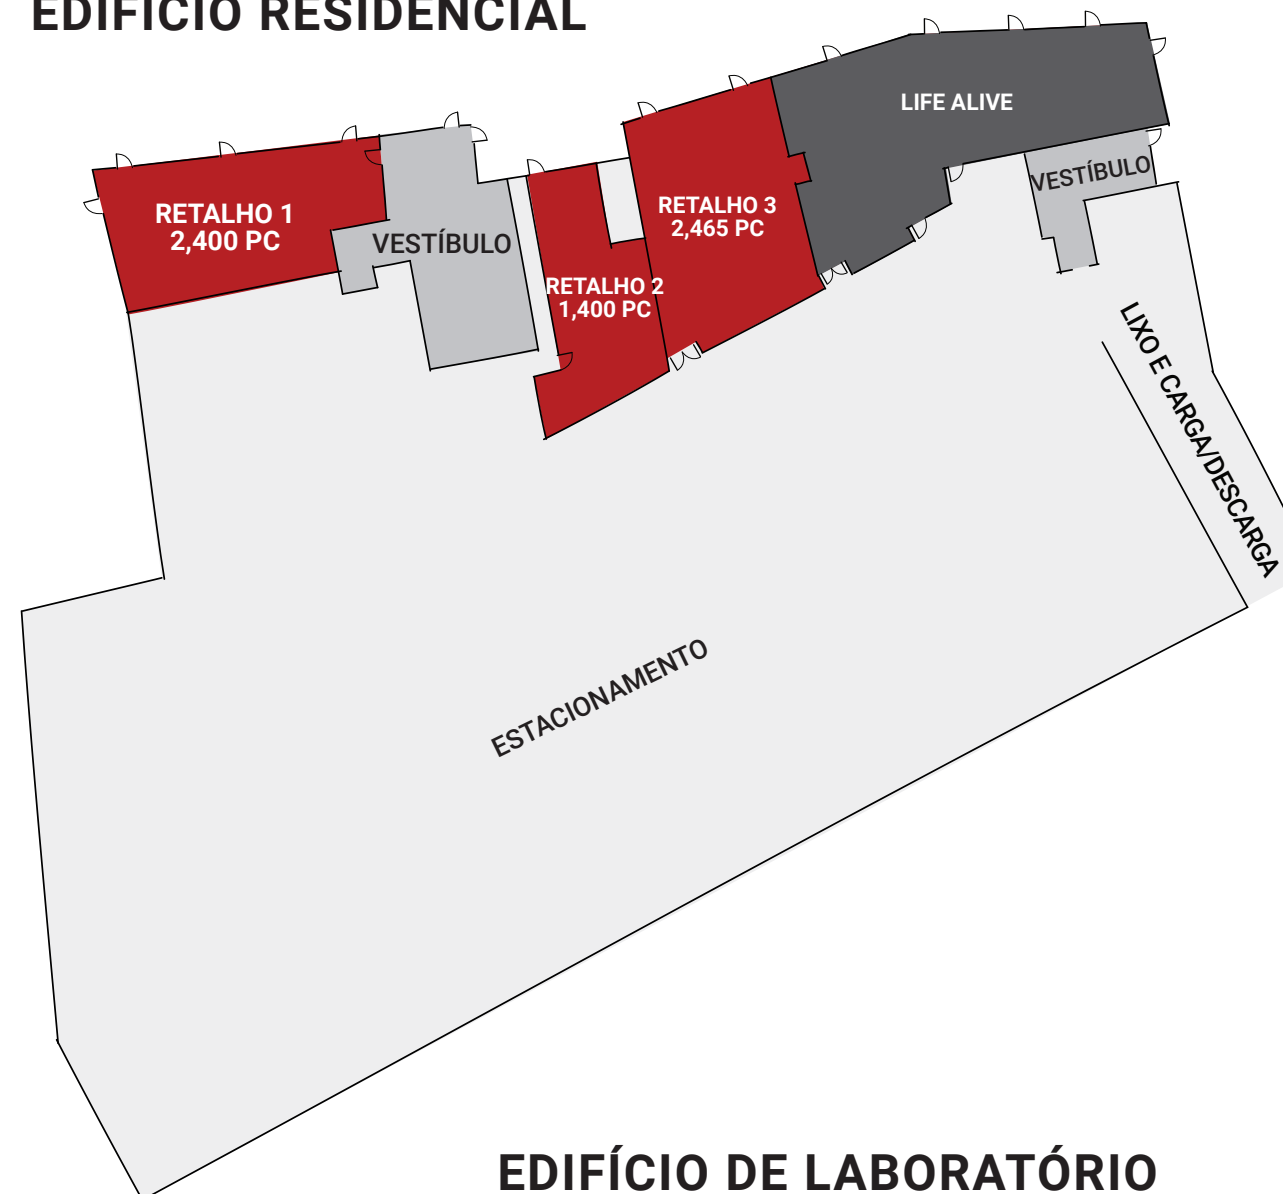 EDIFÍCIO RESIDENCIAL
LIFE ALIVE
RETALHO 1
2,400 PC
VESTÍBULO
RETALHO 2
1,400 PC
RETALHO 3
2,465 PC
VESTÍBULO
LIXO E CARGA/DESCARGA
ESTACIONAMENTO
EDIFÍCIO DE LABORATÓRIO